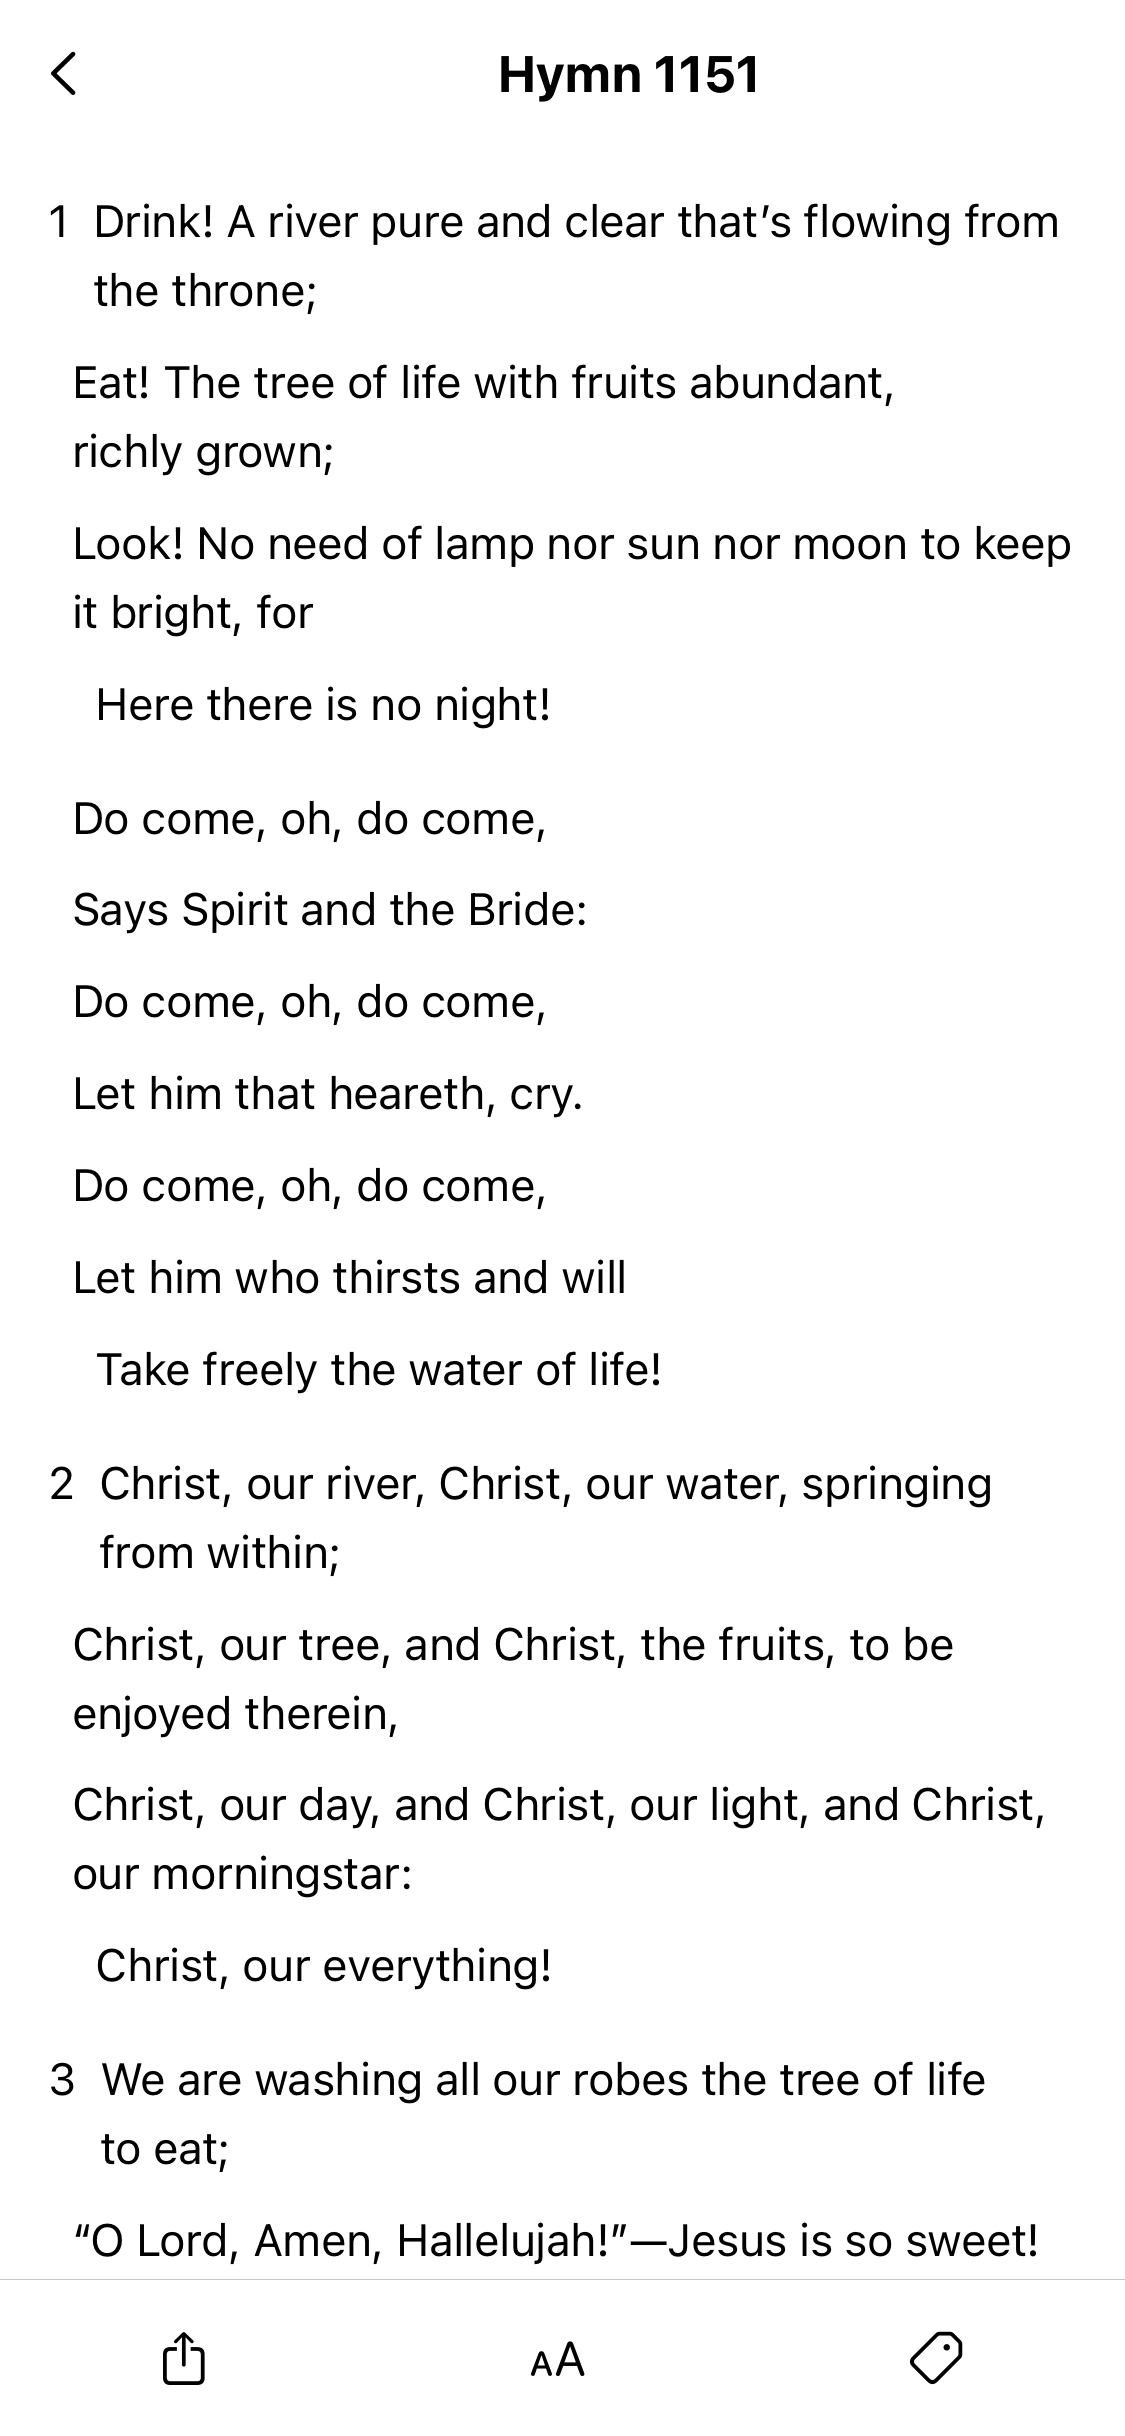 Hymn 1151
1 Drink! A river pure and clear that’s flowing from
the throne;
Eat! The tree of life with fruits abundant,
richly grown;
Look! No need of lamp nor sun nor moon to keep
it bright, for
Here there is no night!
Do come, oh, do come,
Says Spirit and the Bride:
Do come, oh, do come,
Let him that heareth, cry.
Do come, oh, do come,
Let him who thirsts and will
Take freely the water of life!
2 Christ, our river, Christ, our water, springing
from within;
Christ, our tree, and Christ, the fruits, to be
enjoyed therein,
Christ, our day, and Christ, our light, and Christ,
our morningstar:
Christ, our everything!
3 We are washing all our robes the tree of life
to eat;
“O Lord, Amen, Hallelujah!”—Jesus is so sweet!
AA